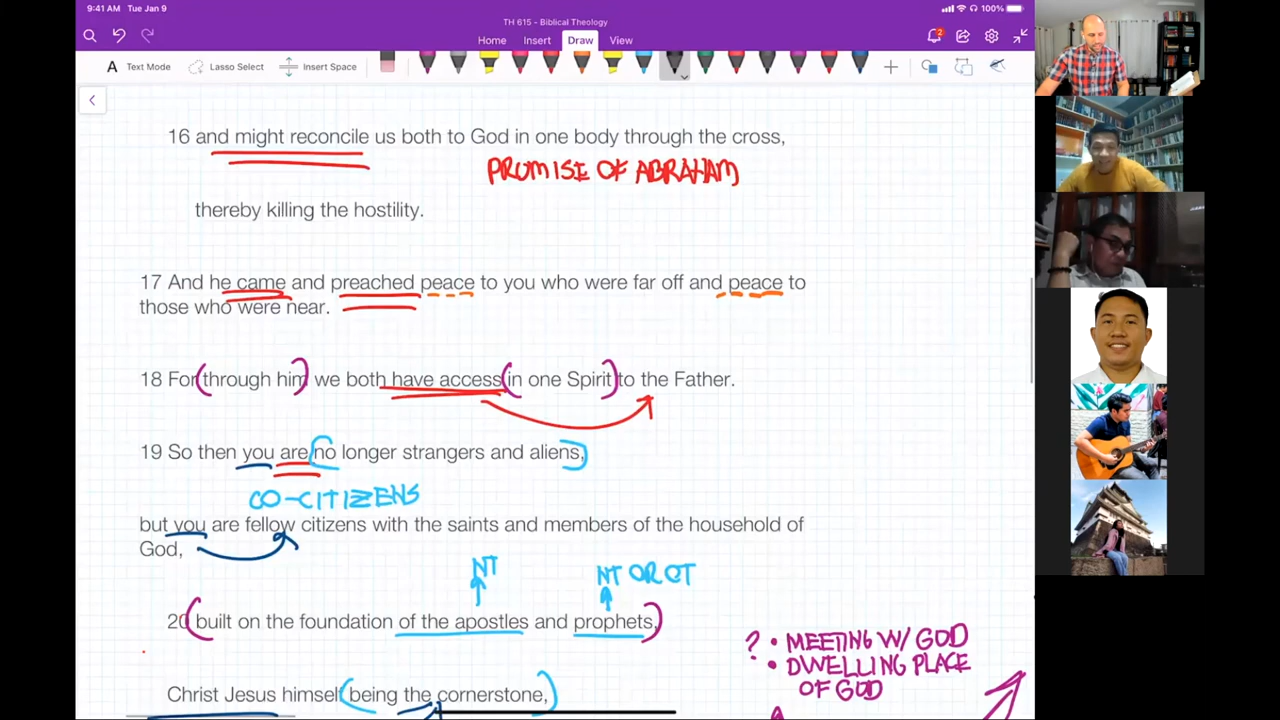 9:41 AM Tue Jan 9
100%
TH 615 - Biblical Theology
Home Insert Draw View
2
A Text Mode Lasso Select Insert Space
16 and might reconcile us both to God in one body through the cross,
PROMISE OF ABRAHAM
thereby killing the hostility.
17 And he came and preached peace to you who were far off and peace to
those who were near.
18 For (through him) we both have access (in one Spirit) to the Father.
19 So then you are no longer strangers and aliens,
CO-CITIZENS
but you are fellow citizens with the saints and members of the household of
God,
NT
NT OR OT
20 (built on the foundation of the apostles and prophets,)
? • MEETING W/ GOD
• DWELLING PLACE
OF GOD
Christ Jesus himself (being the cornerstone,)